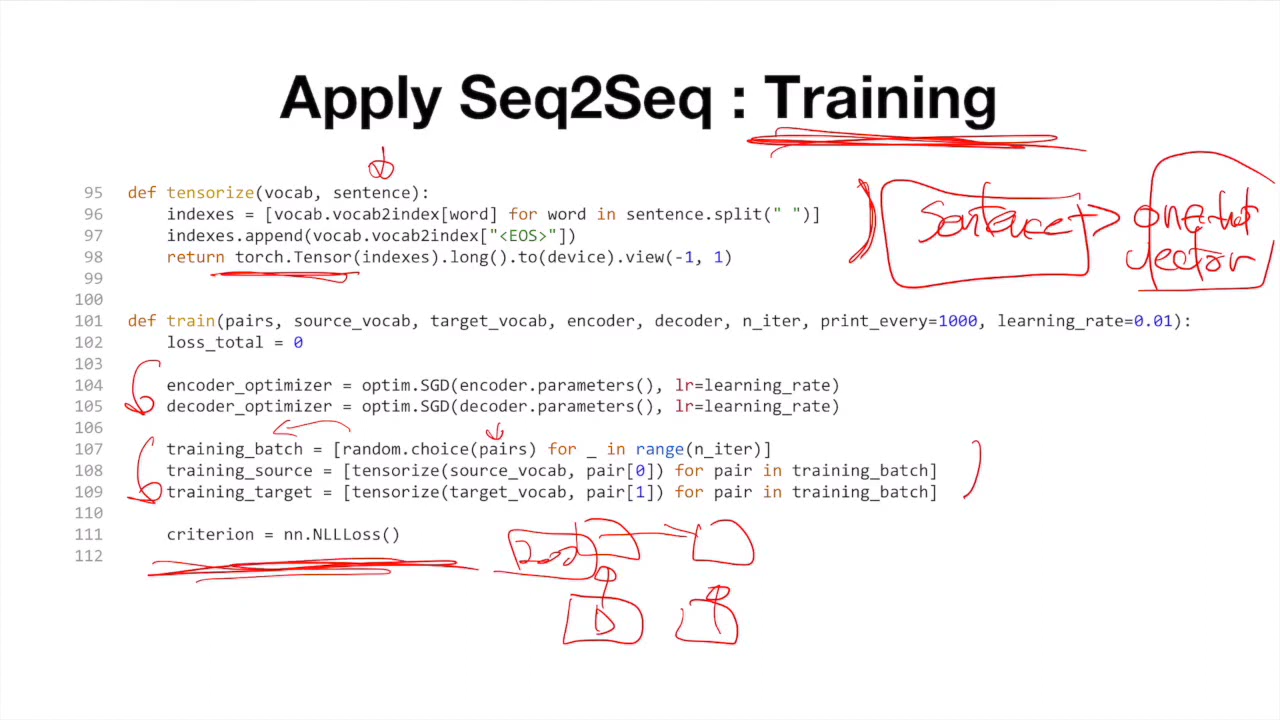 Apply Seq2Seq : Training
95 def tensorize(vocab, sentence):
96 indexes = [vocab.vocab2index[word] for word in sentence.split(" ")]
97 indexes.append(vocab.vocab2index["<EOS>"])
98 return torch.Tensor(indexes).long().to(device).view(-1, 1)
99
100
101 def train(pairs, source_vocab, target_vocab, encoder, decoder, n_iter, print_every=1000, learning_rate=0.01):
102 loss_total = 0
103
104 encoder_optimizer = optim.SGD(encoder.parameters(), lr=learning_rate)
105 decoder_optimizer = optim.SGD(decoder.parameters(), lr=learning_rate)
106
107 training_batch = [random.choice(pairs) for _ in range(n_iter)]
108 training_source = [tensorize(source_vocab, pair[0]) for pair in training_batch]
109 training_target = [tensorize(target_vocab, pair[1]) for pair in training_batch]
110
111 criterion = nn.NLLLoss()
112
Sentence → one-hot
vector